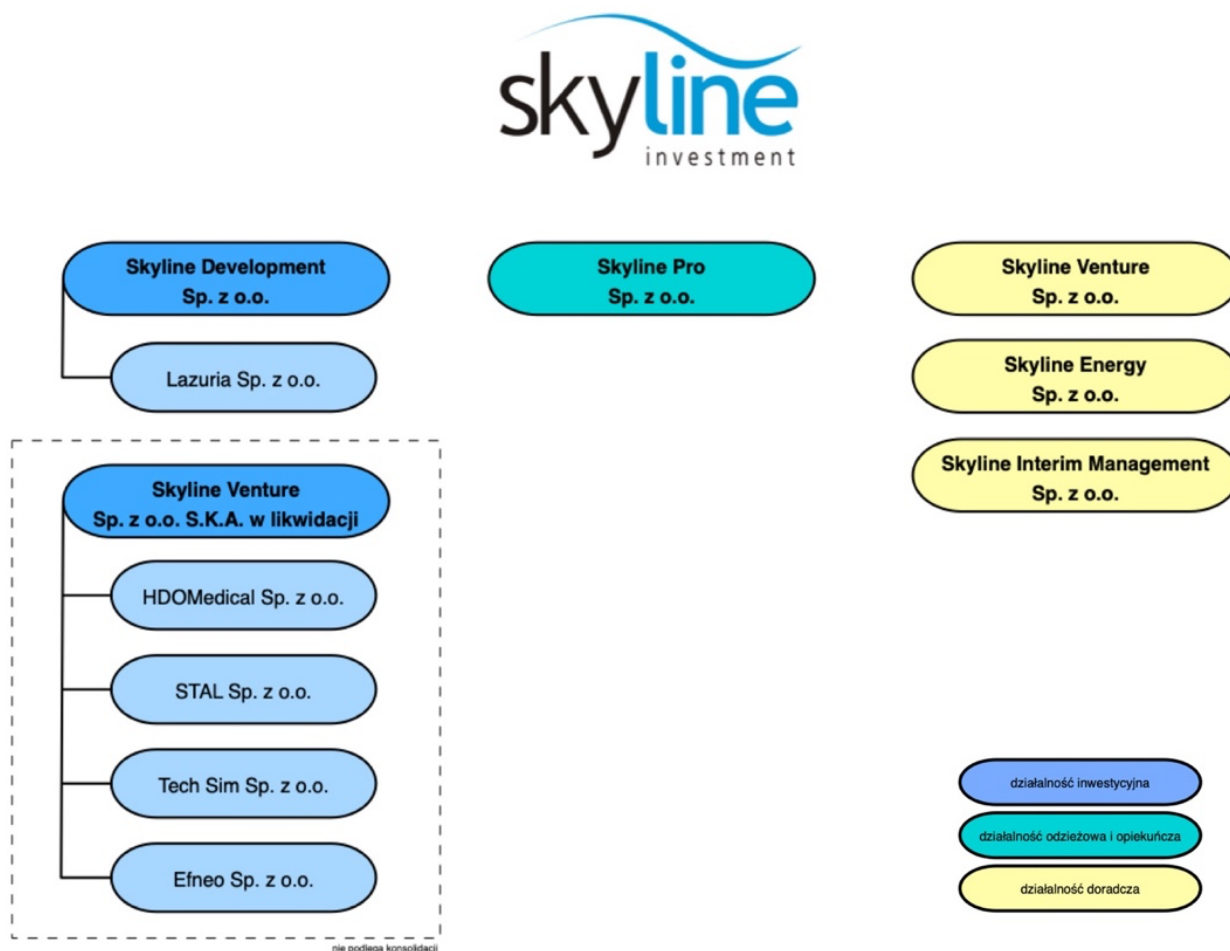 skyline
investment
Skyline Development
Sp. z o.o.
Lazuria Sp. z o.o.
Skyline Venture
Sp. z o.o. S.K.A. w likwidacji
HDOMedical Sp. z o.o.
STAL Sp. z o.o.
Tech Sim Sp. z o.o.
Efneo Sp. z o.o.
nie podlega konsolidacji
Skyline Pro
Sp. z o.o.
Skyline Venture
Sp. z o.o.
Skyline Energy
Sp. z o.o.
Skyline Interim Management
Sp. z o.o.
działalność inwestycyjna
działalność odzieżowa i opiekuńcza
działalność doradcza